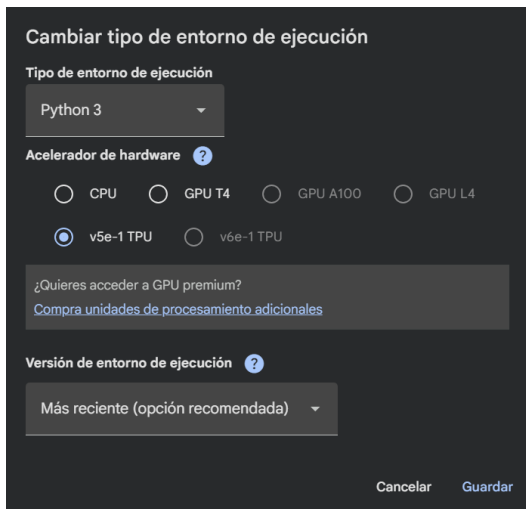 Cambiar tipo de entorno de ejecución
Tipo de entorno de ejecución
Python 3
Acelerador de hardware ?
CPU GPU T4 GPU A100 GPU L4
v5e-1 TPU v6e-1 TPU
¿Quieres acceder a GPU premium?
Compra unidades de procesamiento adicionales
Versión de entorno de ejecución ?
Más reciente (opción recomendada)
Cancelar Guardar